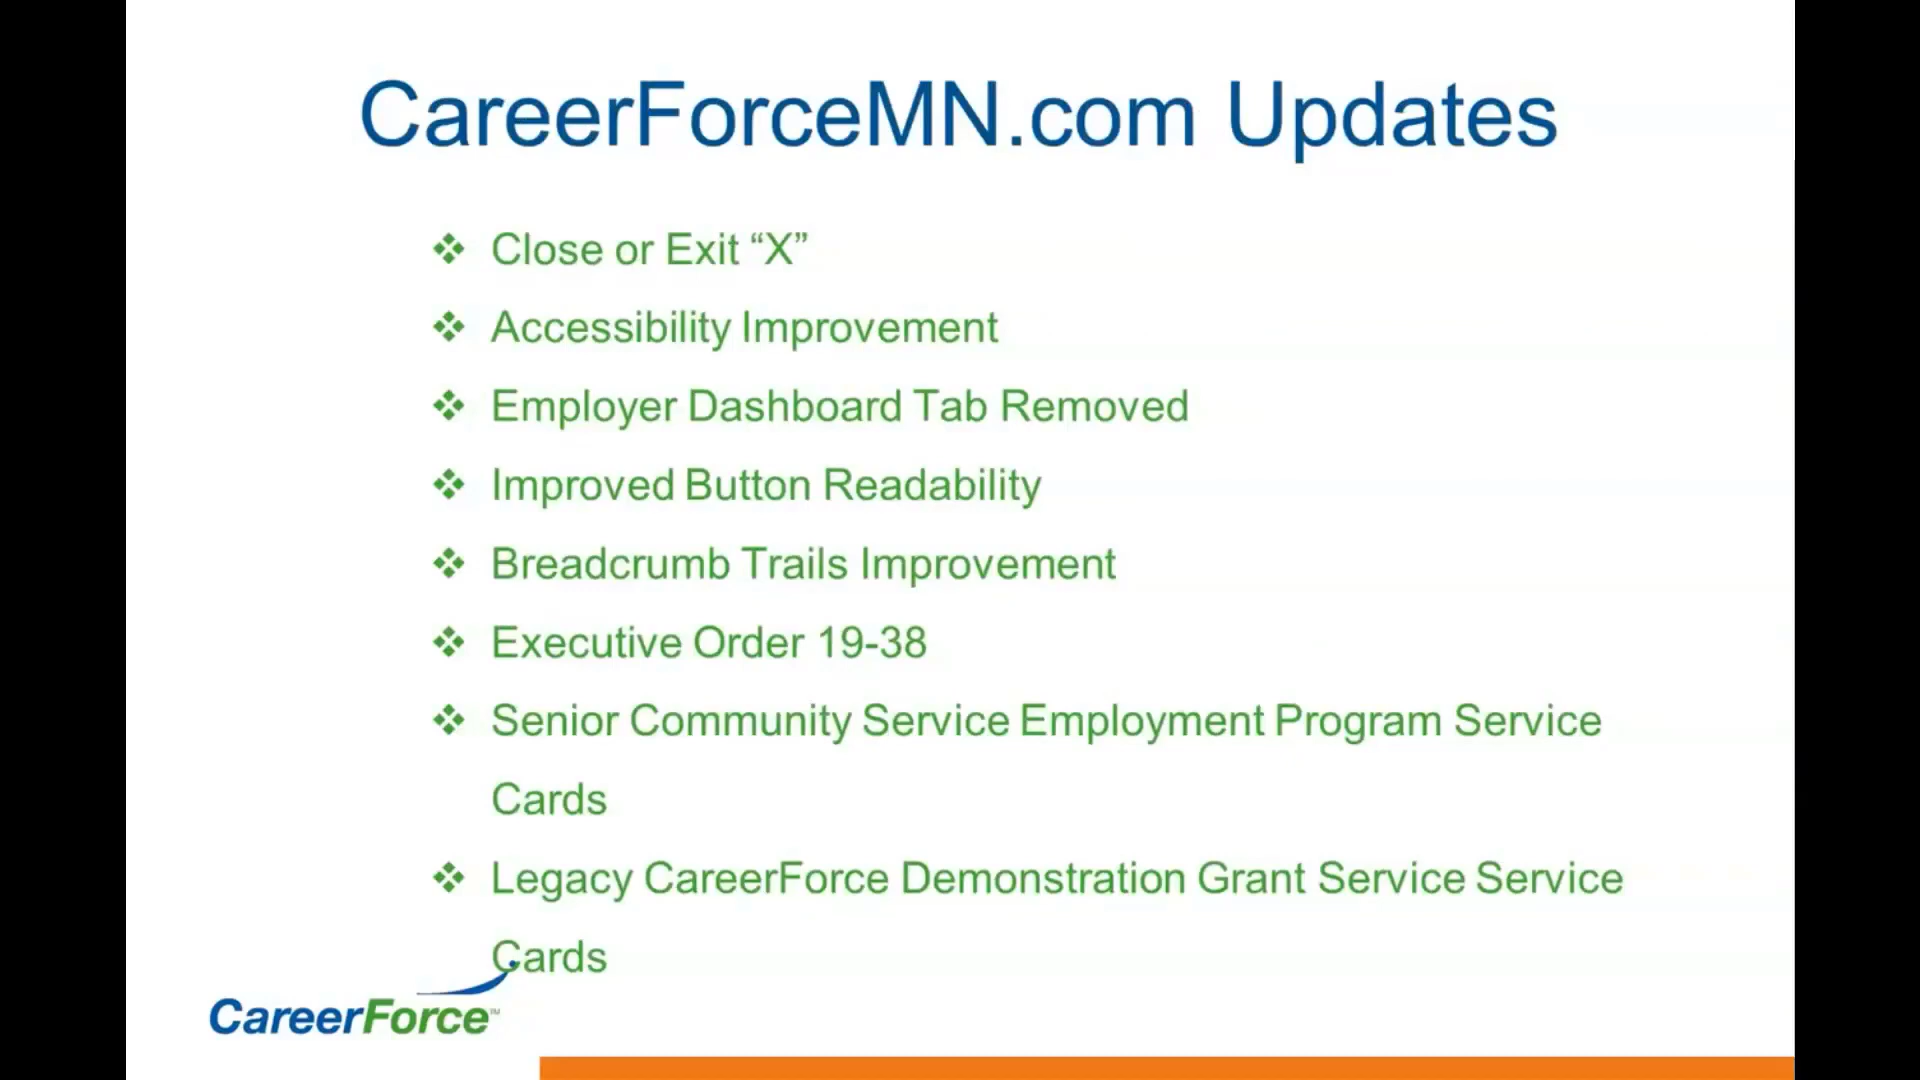 CareerForceMN.com Updates
❖ Close or Exit “X”
❖ Accessibility Improvement
❖ Employer Dashboard Tab Removed
❖ Improved Button Readability
❖ Breadcrumb Trails Improvement
❖ Executive Order 19-38
❖ Senior Community Service Employment Program Service
Cards
❖ Legacy CareerForce Demonstration Grant Service Service
Cards
CareerForce™